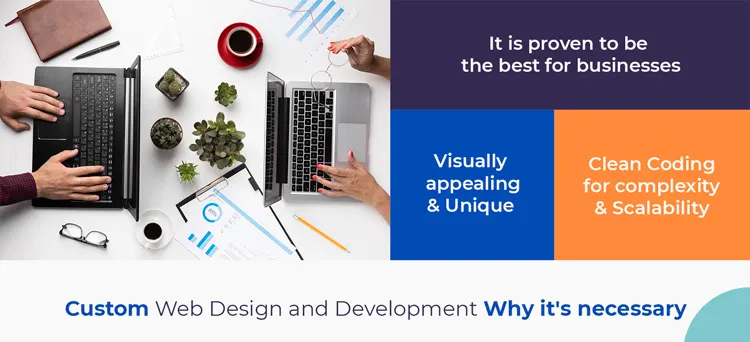 It is proven to be
the best for businesses
Visually
appealing
& Unique
Clean Coding
for complexity
& Scalability
Custom Web Design and Development Why it's necessary